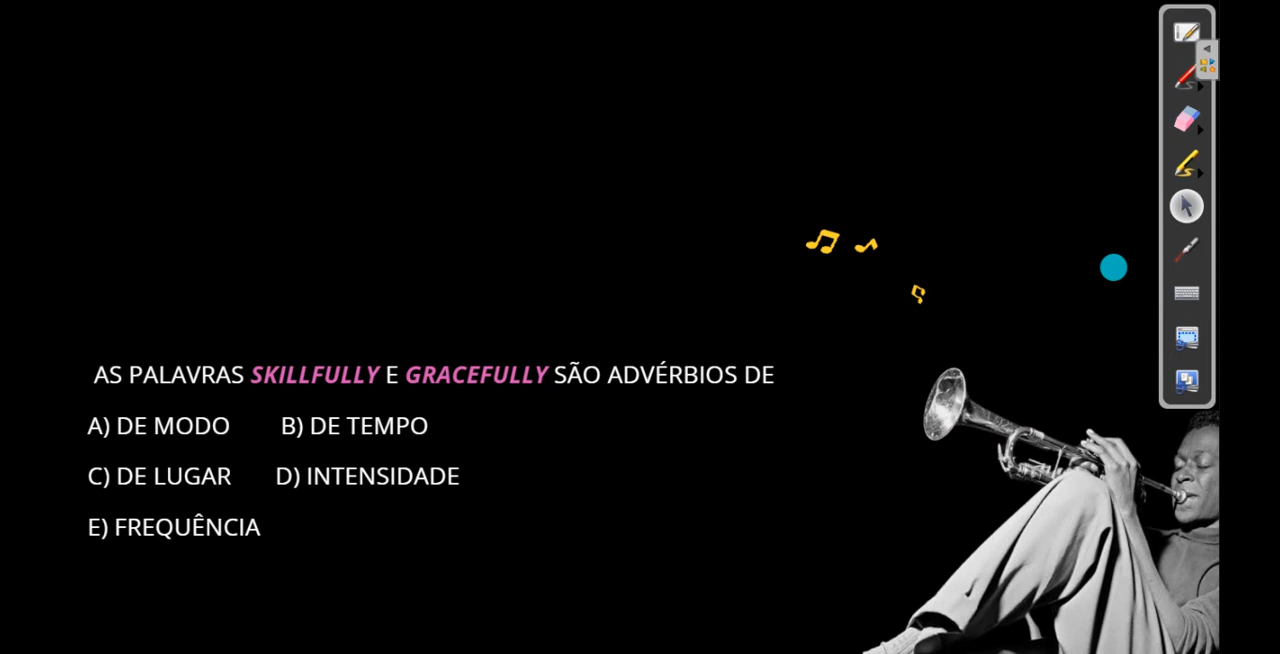 AS PALAVRAS SKILLFULLY E GRACEFULLY SÃO ADVÉRBIOS DE
A) DE MODO B) DE TEMPO
C) DE LUGAR D) INTENSIDADE
E) FREQUÊNCIA